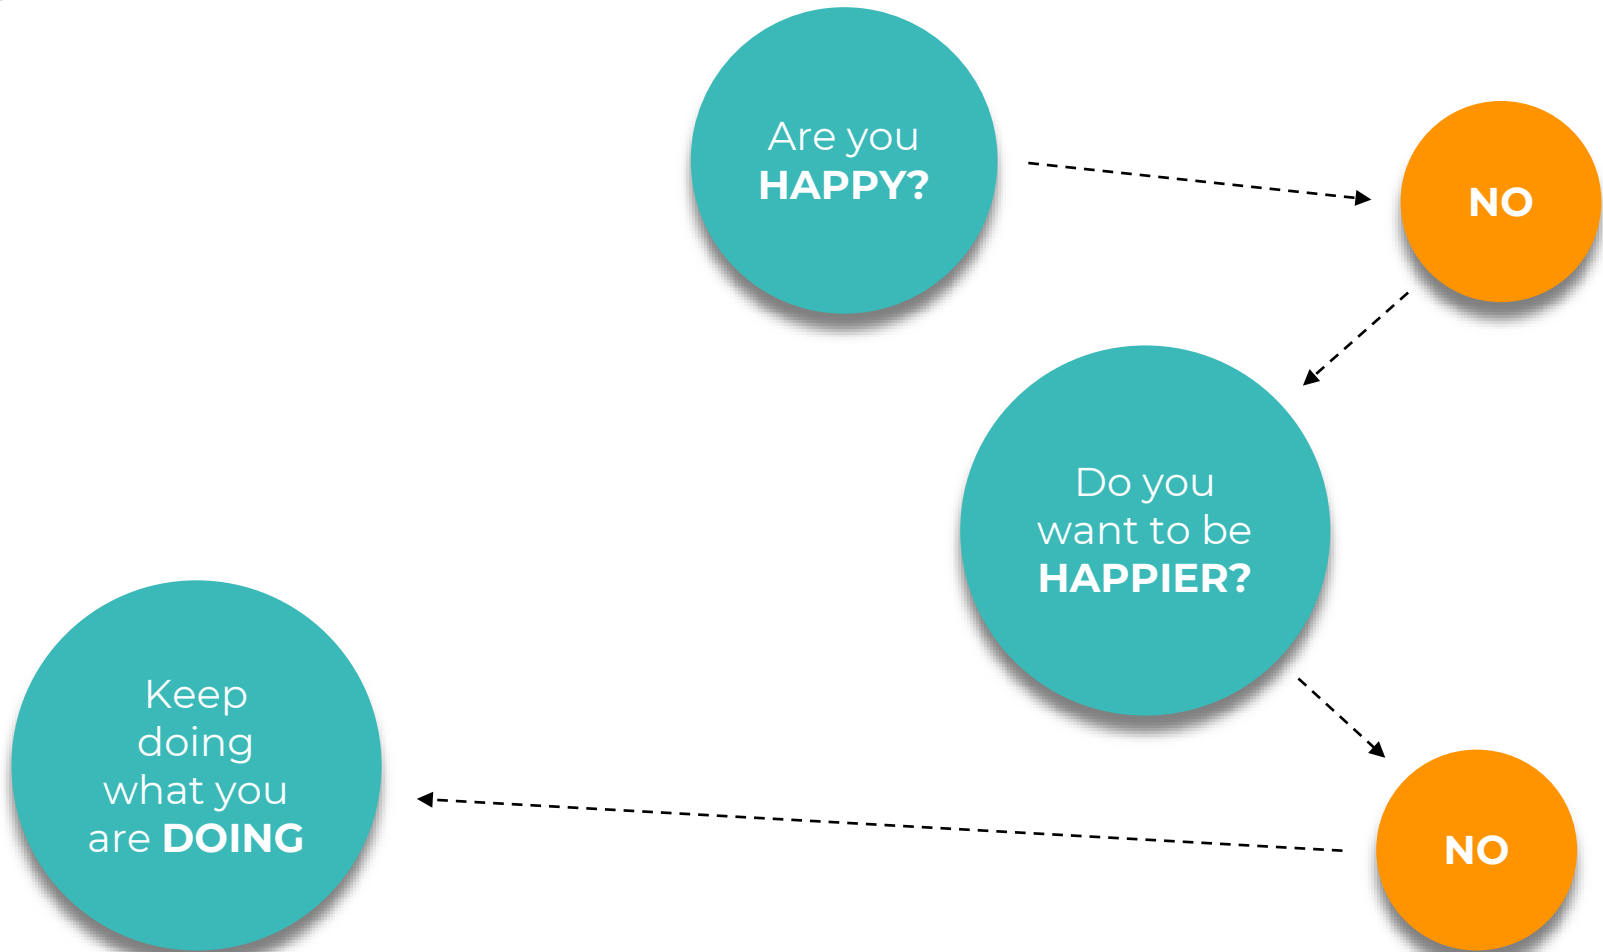 Are you
HAPPY?
NO
Do you
want to be
HAPPIER?
Keep
doing
what you
are DOING
NO